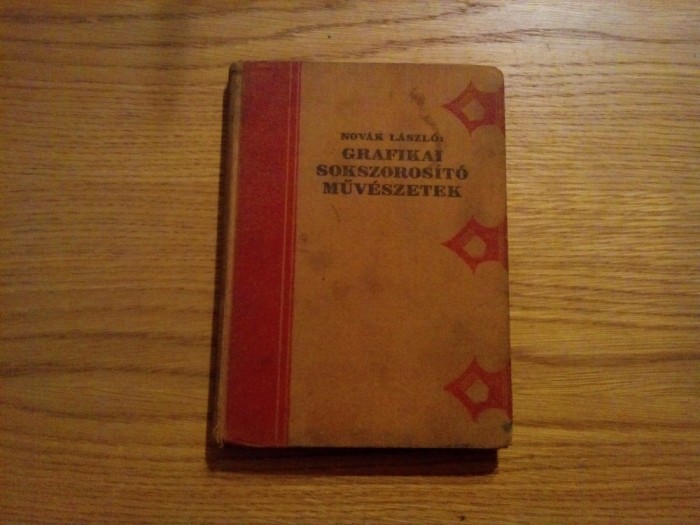 NOVÁK LÁSZLÓ:
GRAFIKAI
SOKSZOROSÍTÓ
MŰVÉSZETEK